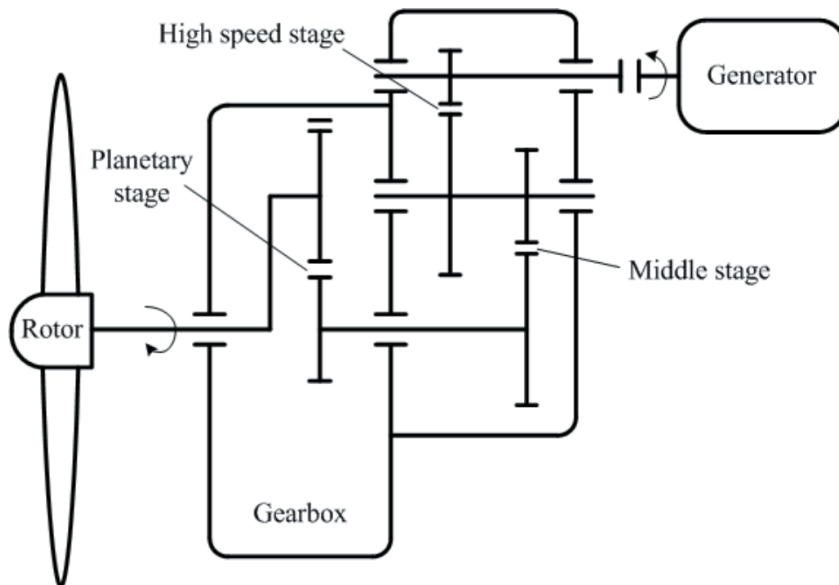 High speed stage
Generator
Planetary
stage
Middle stage
Rotor
Gearbox